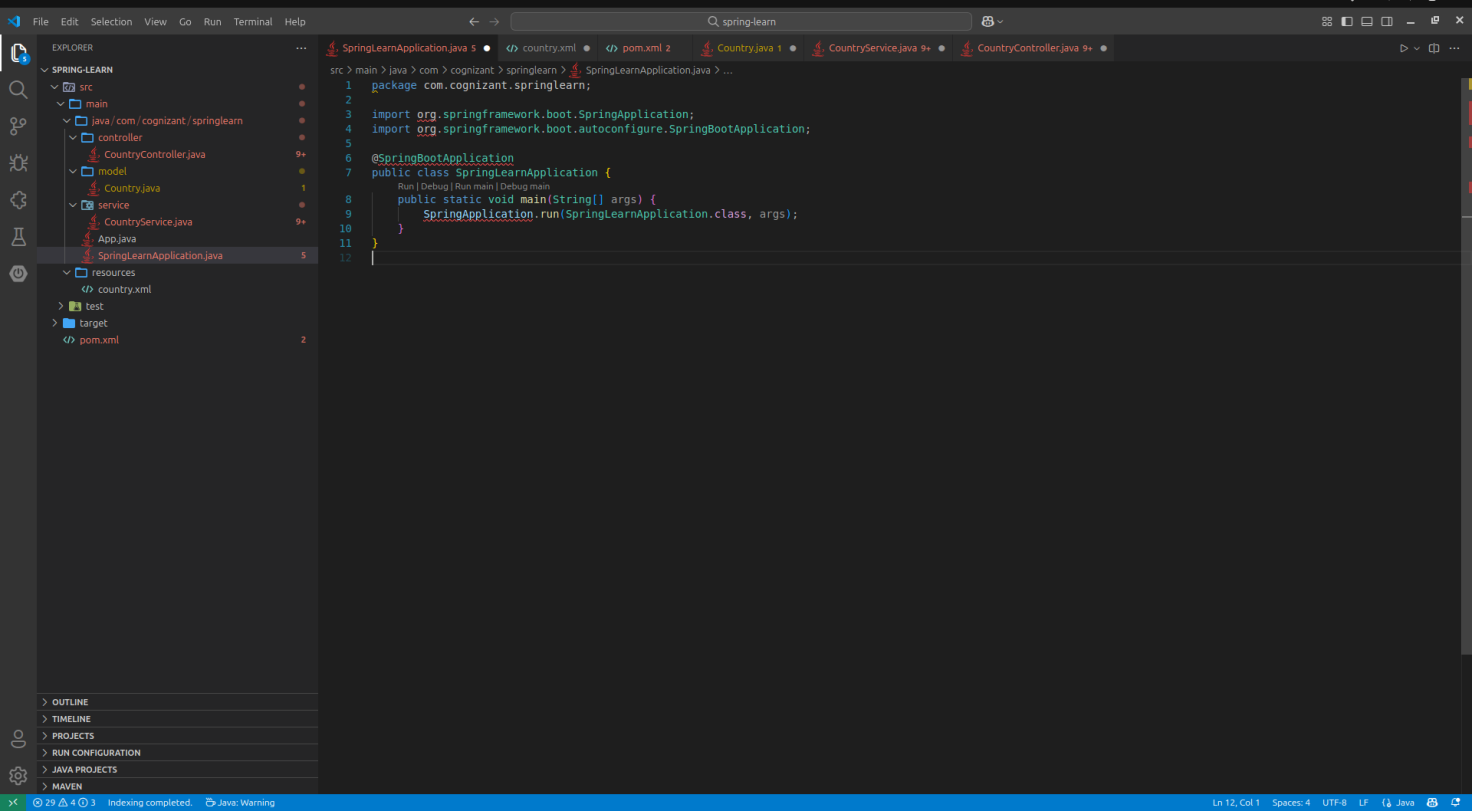 File Edit Selection View Go Run Terminal Help
spring-learn
5
EXPLORER
SPRING-LEARN
src
main
java/com/cognizant/springlearn
controller
CountryController.java 9+
model
Country.java 1
service
CountryService.java 9+
App.java
SpringLearnApplication.java 5
resources
country.xml
test
target
pom.xml 2
OUTLINE
TIMELINE
PROJECTS
RUN CONFIGURATION
JAVA PROJECTS
MAVEN
SpringLearnApplication.java 5 country.xml pom.xml 2 Country.java 1 CountryService.java 9+ CountryController.java 9+
src > main > java > com > cognizant > springlearn > SpringLearnApplication.java > ...
1 package com.cognizant.springlearn;
2
3 import org.springframework.boot.SpringApplication;
4 import org.springframework.boot.autoconfigure.SpringBootApplication;
5
6 @SpringBootApplication
7 public class SpringLearnApplication {
Run | Debug | Run main | Debug main
8 public static void main(String[] args) {
9 SpringApplication.run(SpringLearnApplication.class, args);
10 }
11 }
12
29 4 3 Indexing completed. Java: Warning Ln 12, Col 1 Spaces: 4 UTF-8 LF Java